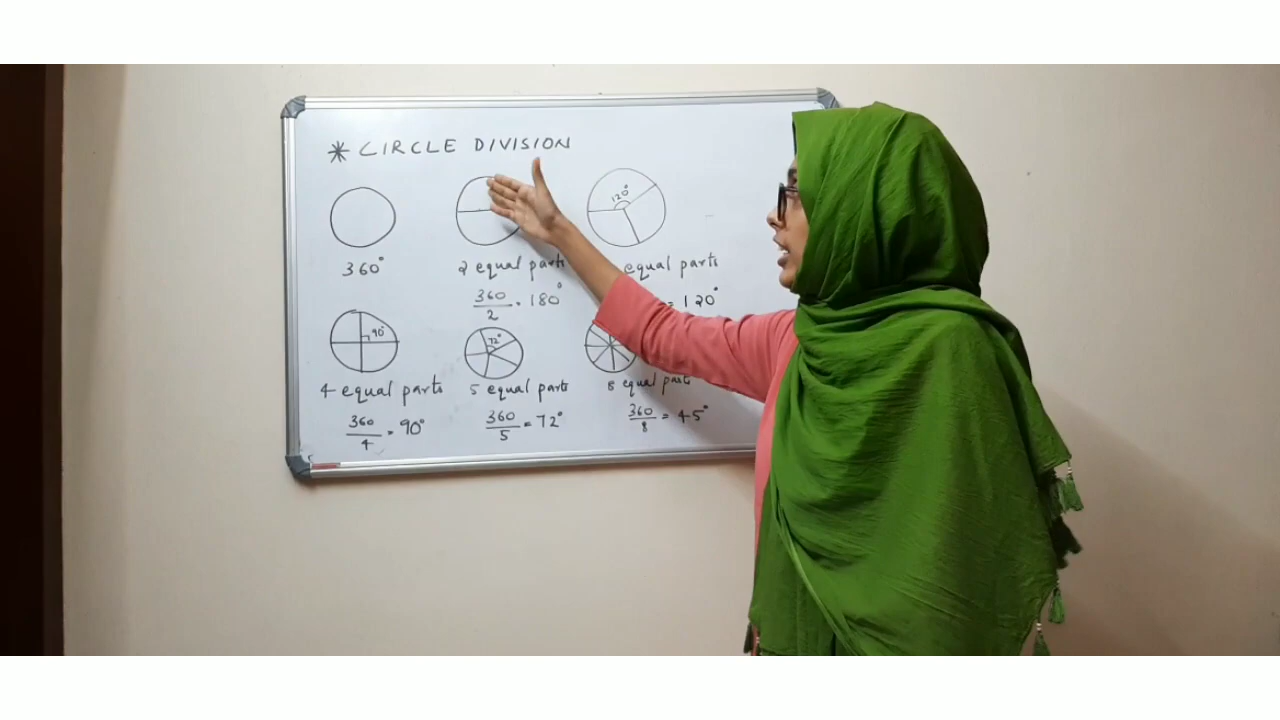 * CIRCLE DIVISION
120°
360°
2 equal parts
equal parts
360/2 = 180°
= 120°
90°
72°
4 equal parts
5 equal parts
8 equal parts
360/4 = 90°
360/5 = 72°
360/8 = 45°